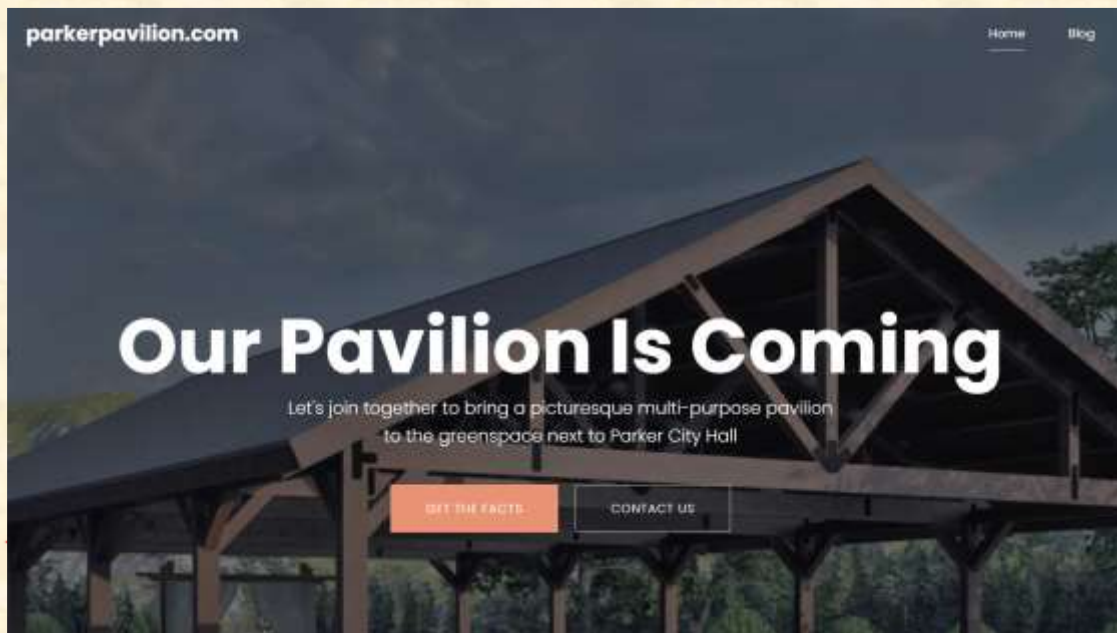 parkerpavilion.com
Home Blog
Our Pavilion Is Coming
Let's join together to bring a picturesque multi-purpose pavilion
to the greenspace next to Parker City Hall
GET THE FACTS CONTACT US